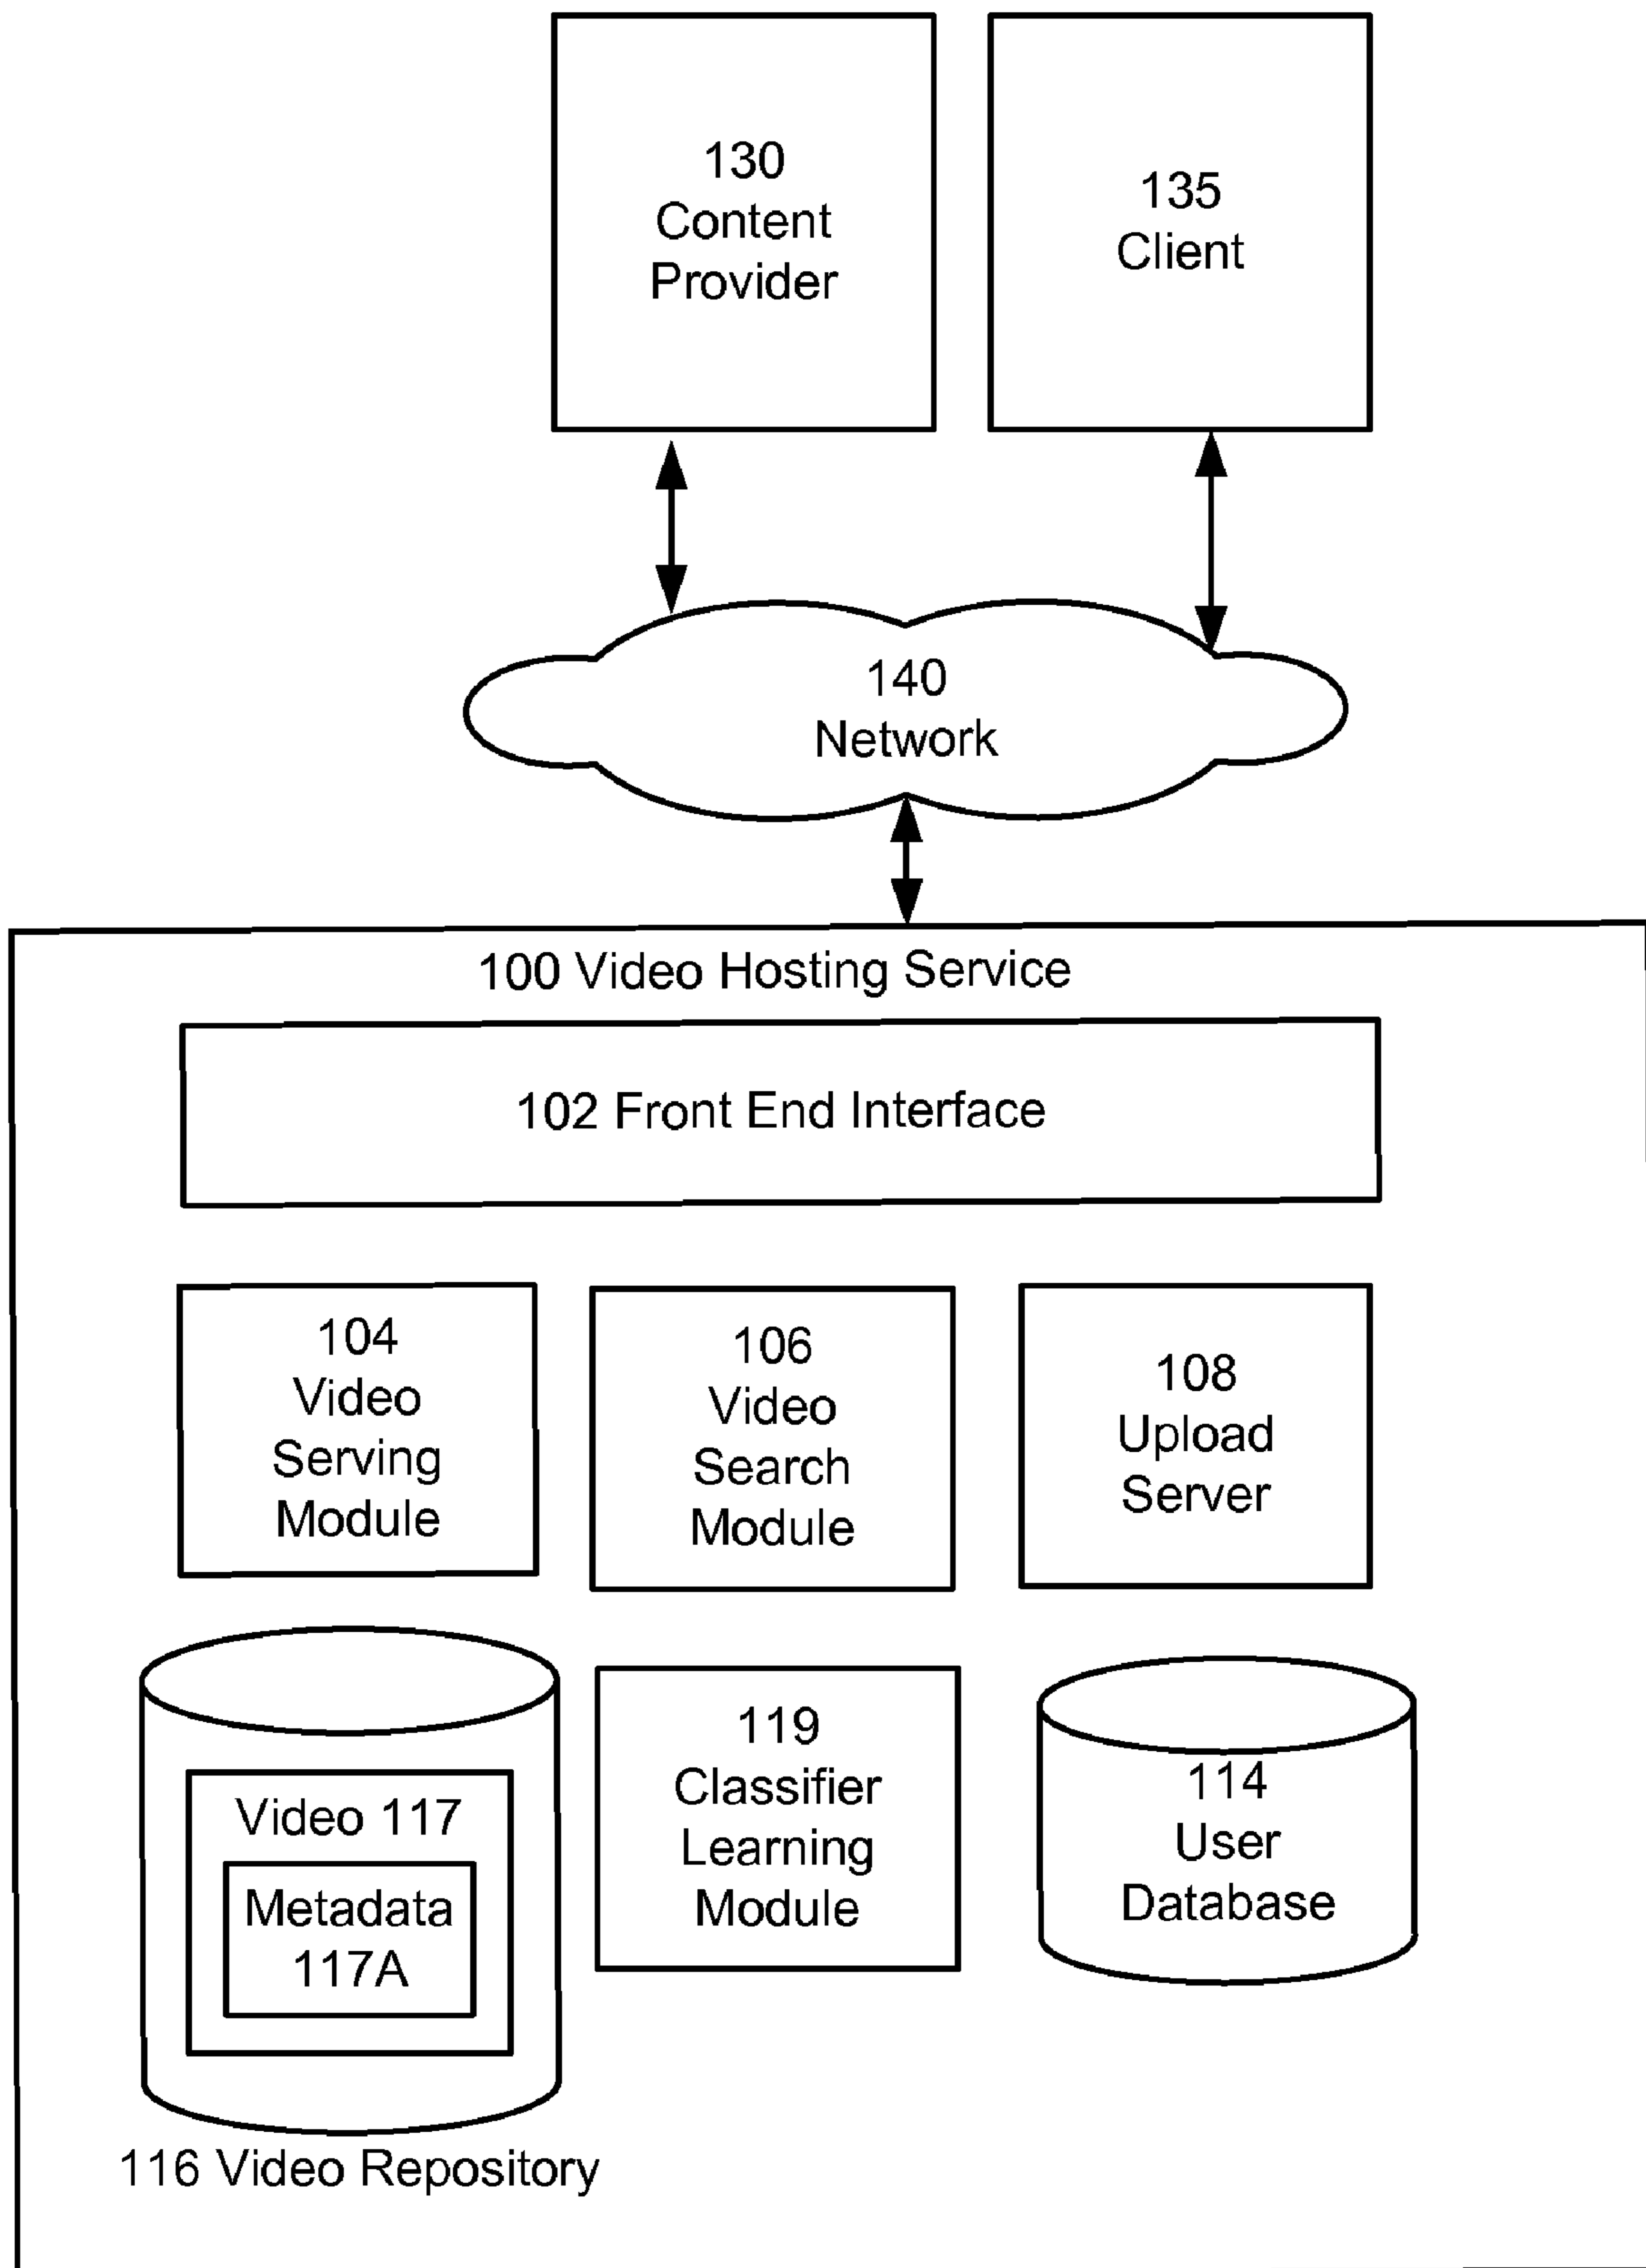 130
Content
Provider
135
Client
140
Network
100 Video Hosting Service
102 Front End Interface
104
Video
Serving
Module
106
Video
Search
Module
108
Upload
Server
Video 117
Metadata
117A
119
Classifier
Learning
Module
114
User
Database
116 Video Repository